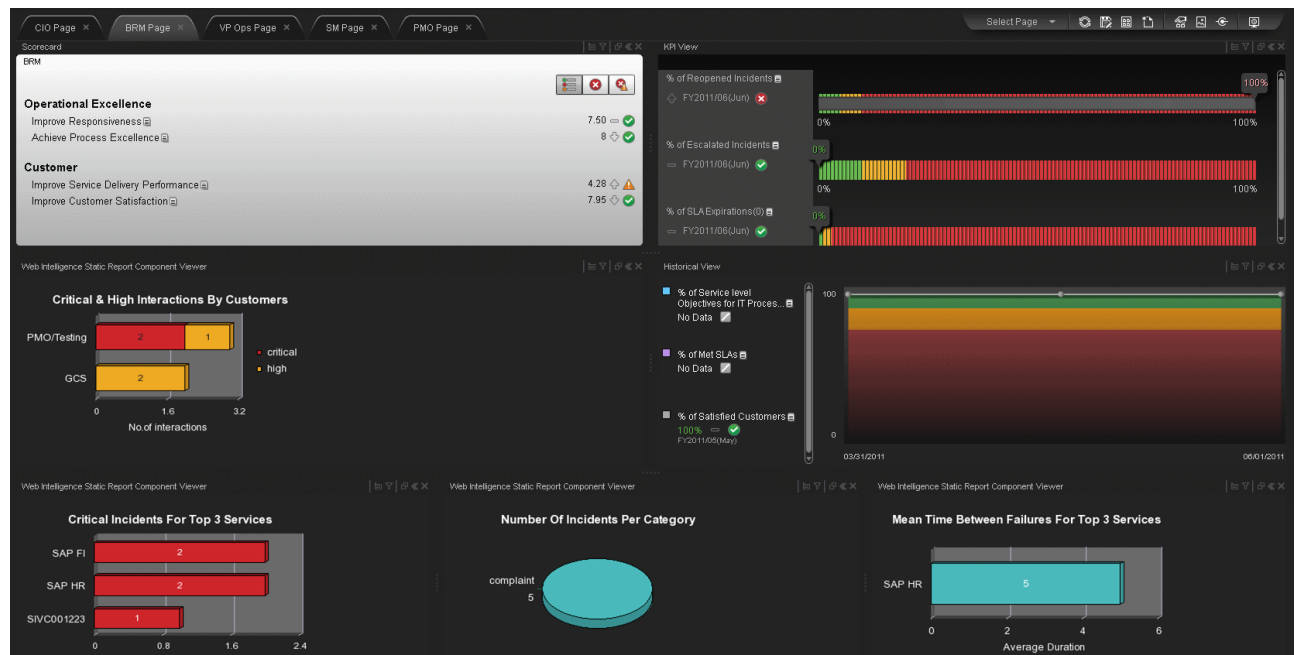 CIO Page ×
BRM Page ×
VP Ops Page ×
SM Page ×
PMO Page ×
Select Page
Scorecard
BRM
Operational Excellence
Improve Responsiveness
7.50
Achieve Process Excellence
8
Customer
Improve Service Delivery Performance
4.28
Improve Customer Satisfaction
7.95
KPI View
% of Reopened Incidents
FY2011/06(Jun)
100%
0%
100%
% of Escalated Incidents
FY2011/06(Jun)
0%
0%
100%
% of SLA Expirations(0)
FY2011/06(Jun)
0%
Web Intelligence Static Report Component Viewer
Critical & High Interactions By Customers
PMO/Testing
2
1
GCS
2
critical
high
0
1.6
3.2
No.of interactions
Historical View
% of Service level
Objectives for IT Proces...
No Data
% of Met SLAs
No Data
% of Satisfied Customers
100%
FY2011/05(May)
100
0
03/31/2011
06/01/2011
Web Intelligence Static Report Component Viewer
Critical Incidents For Top 3 Services
SAP FI
2
SAP HR
2
SIVC001223
1
0
0.8
1.6
2.4
Web Intelligence Static Report Component Viewer
Number Of Incidents Per Category
complaint
5
Web Intelligence Static Report Component Viewer
Mean Time Between Failures For Top 3 Services
SAP HR
5
0
2
4
6
Average Duration